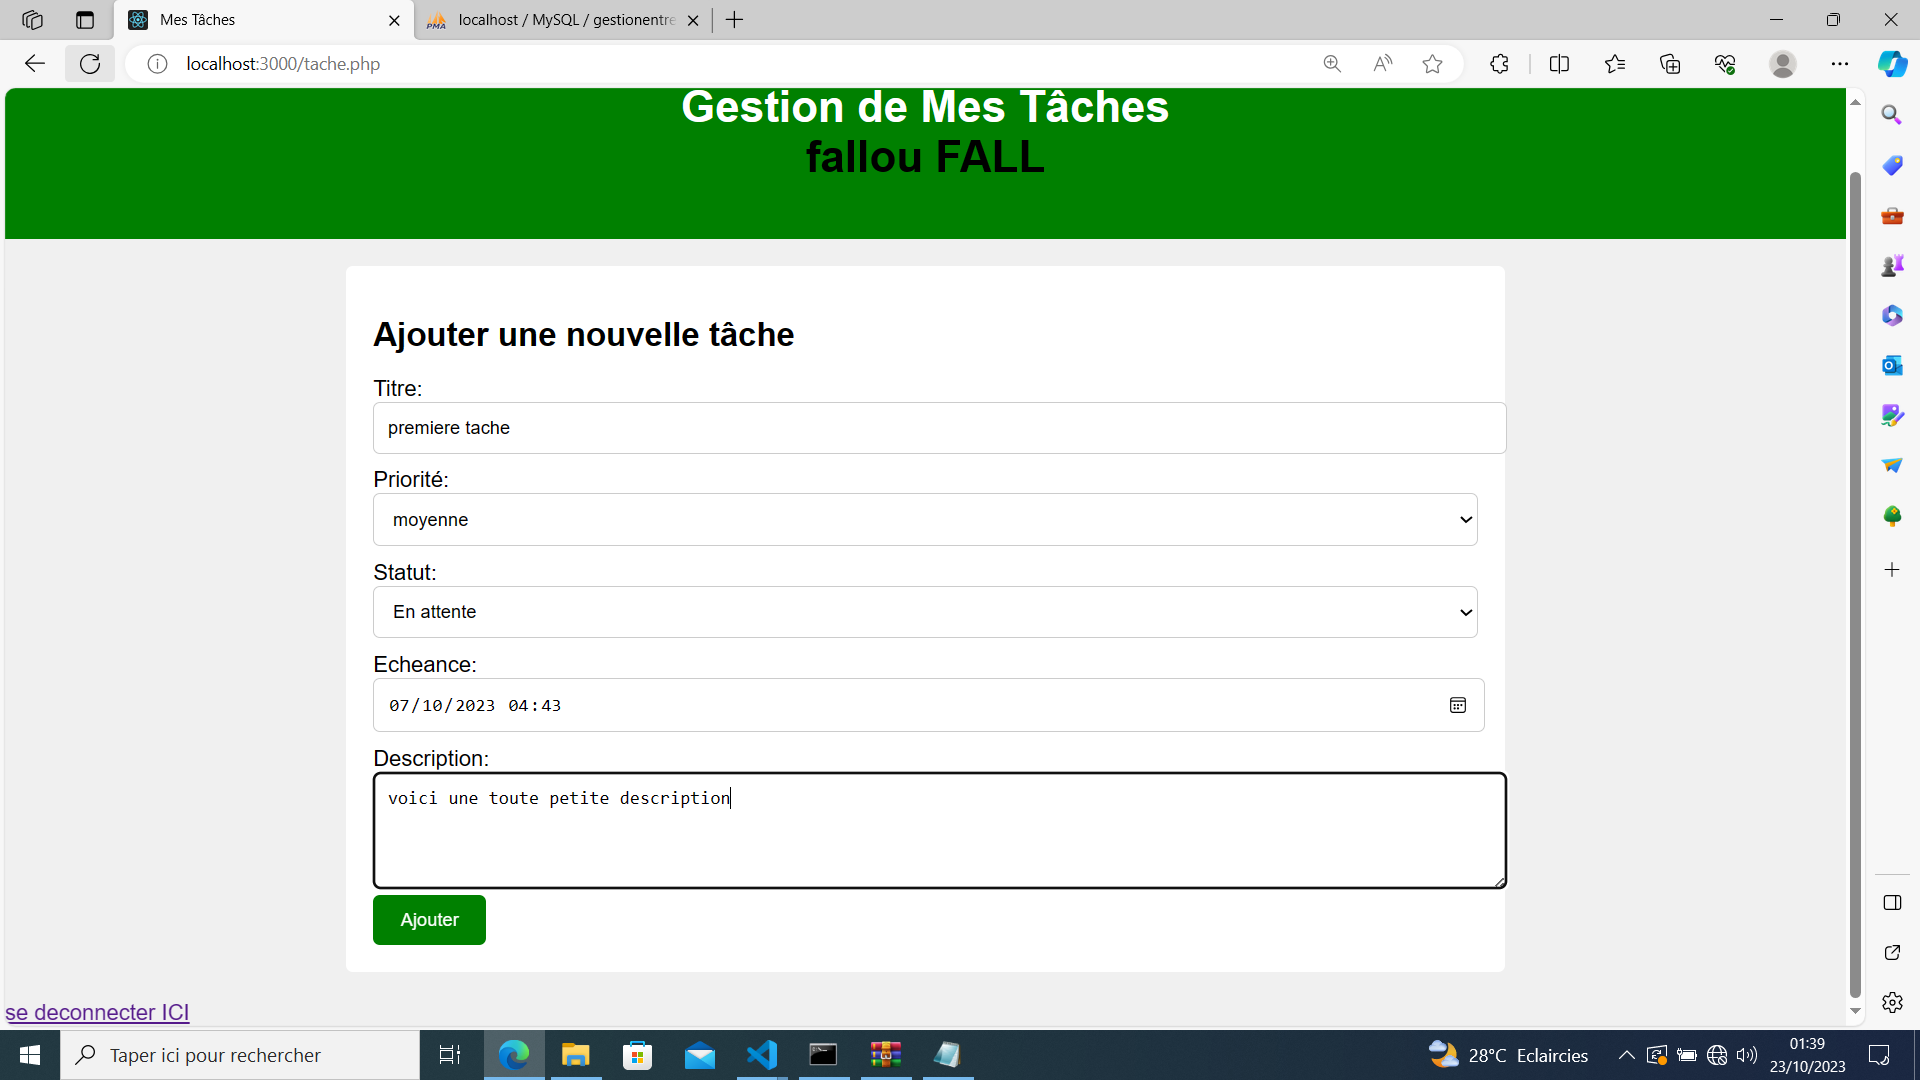 Mes Tâches
localhost / MySQL / gestionentre
localhost:3000/tache.php
Gestion de Mes Tâches
fallou FALL
Ajouter une nouvelle tâche
Titre:
premiere tache
Priorité:
moyenne
Statut:
En attente
Echeance:
07/10/2023 04:43
Description:
voici une toute petite description
Ajouter
se deconnecter ICI
Taper ici pour rechercher
28°C Eclaircies
01:39
23/10/2023